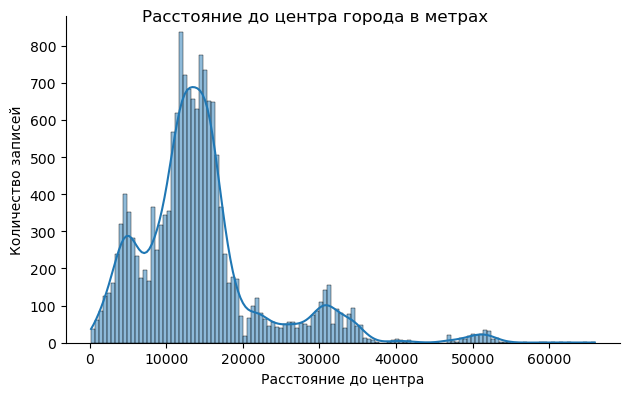 Расстояние до центра города в метрах
Количество записей
800
700
600
500
400
300
200
100
0
0 10000 20000 30000 40000 50000 60000
Расстояние до центра